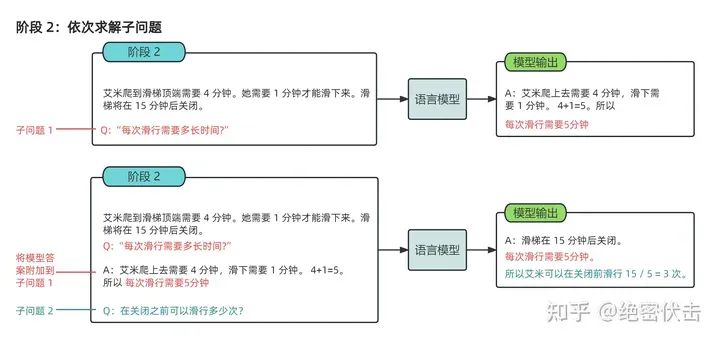 阶段 2：依次求解子问题
阶段 2
艾米爬到滑梯顶端需要 4 分钟。她需要 1 分钟才能滑下来。滑
梯将在 15 分钟后关闭。
子问题 1
Q：“每次滑行需要多长时间?”
语言模型
模型输出
A：艾米爬上去需要 4 分钟，滑下需
要 1 分钟。 4+1=5。所以
每次滑行需要5分钟
阶段 2
艾米爬到滑梯顶端需要 4 分钟。她需要 1 分钟才能滑下来。滑
梯将在 15 分钟后关闭。
Q：“每次滑行需要多长时间?”
将模型答
案附加到
子问题 1
A：艾米爬上去需要 4 分钟，滑下需要 1 分钟。 4+1=5。
所以 每次滑行需要5分钟
子问题 2
Q：在关闭之前可以滑行多少次?
语言模型
模型输出
A：滑梯在 15 分钟后关闭。
每次滑行需要5分钟。
所以艾米可以在关闭前滑行 15 / 5 = 3 次。
知乎 @绝密伏击